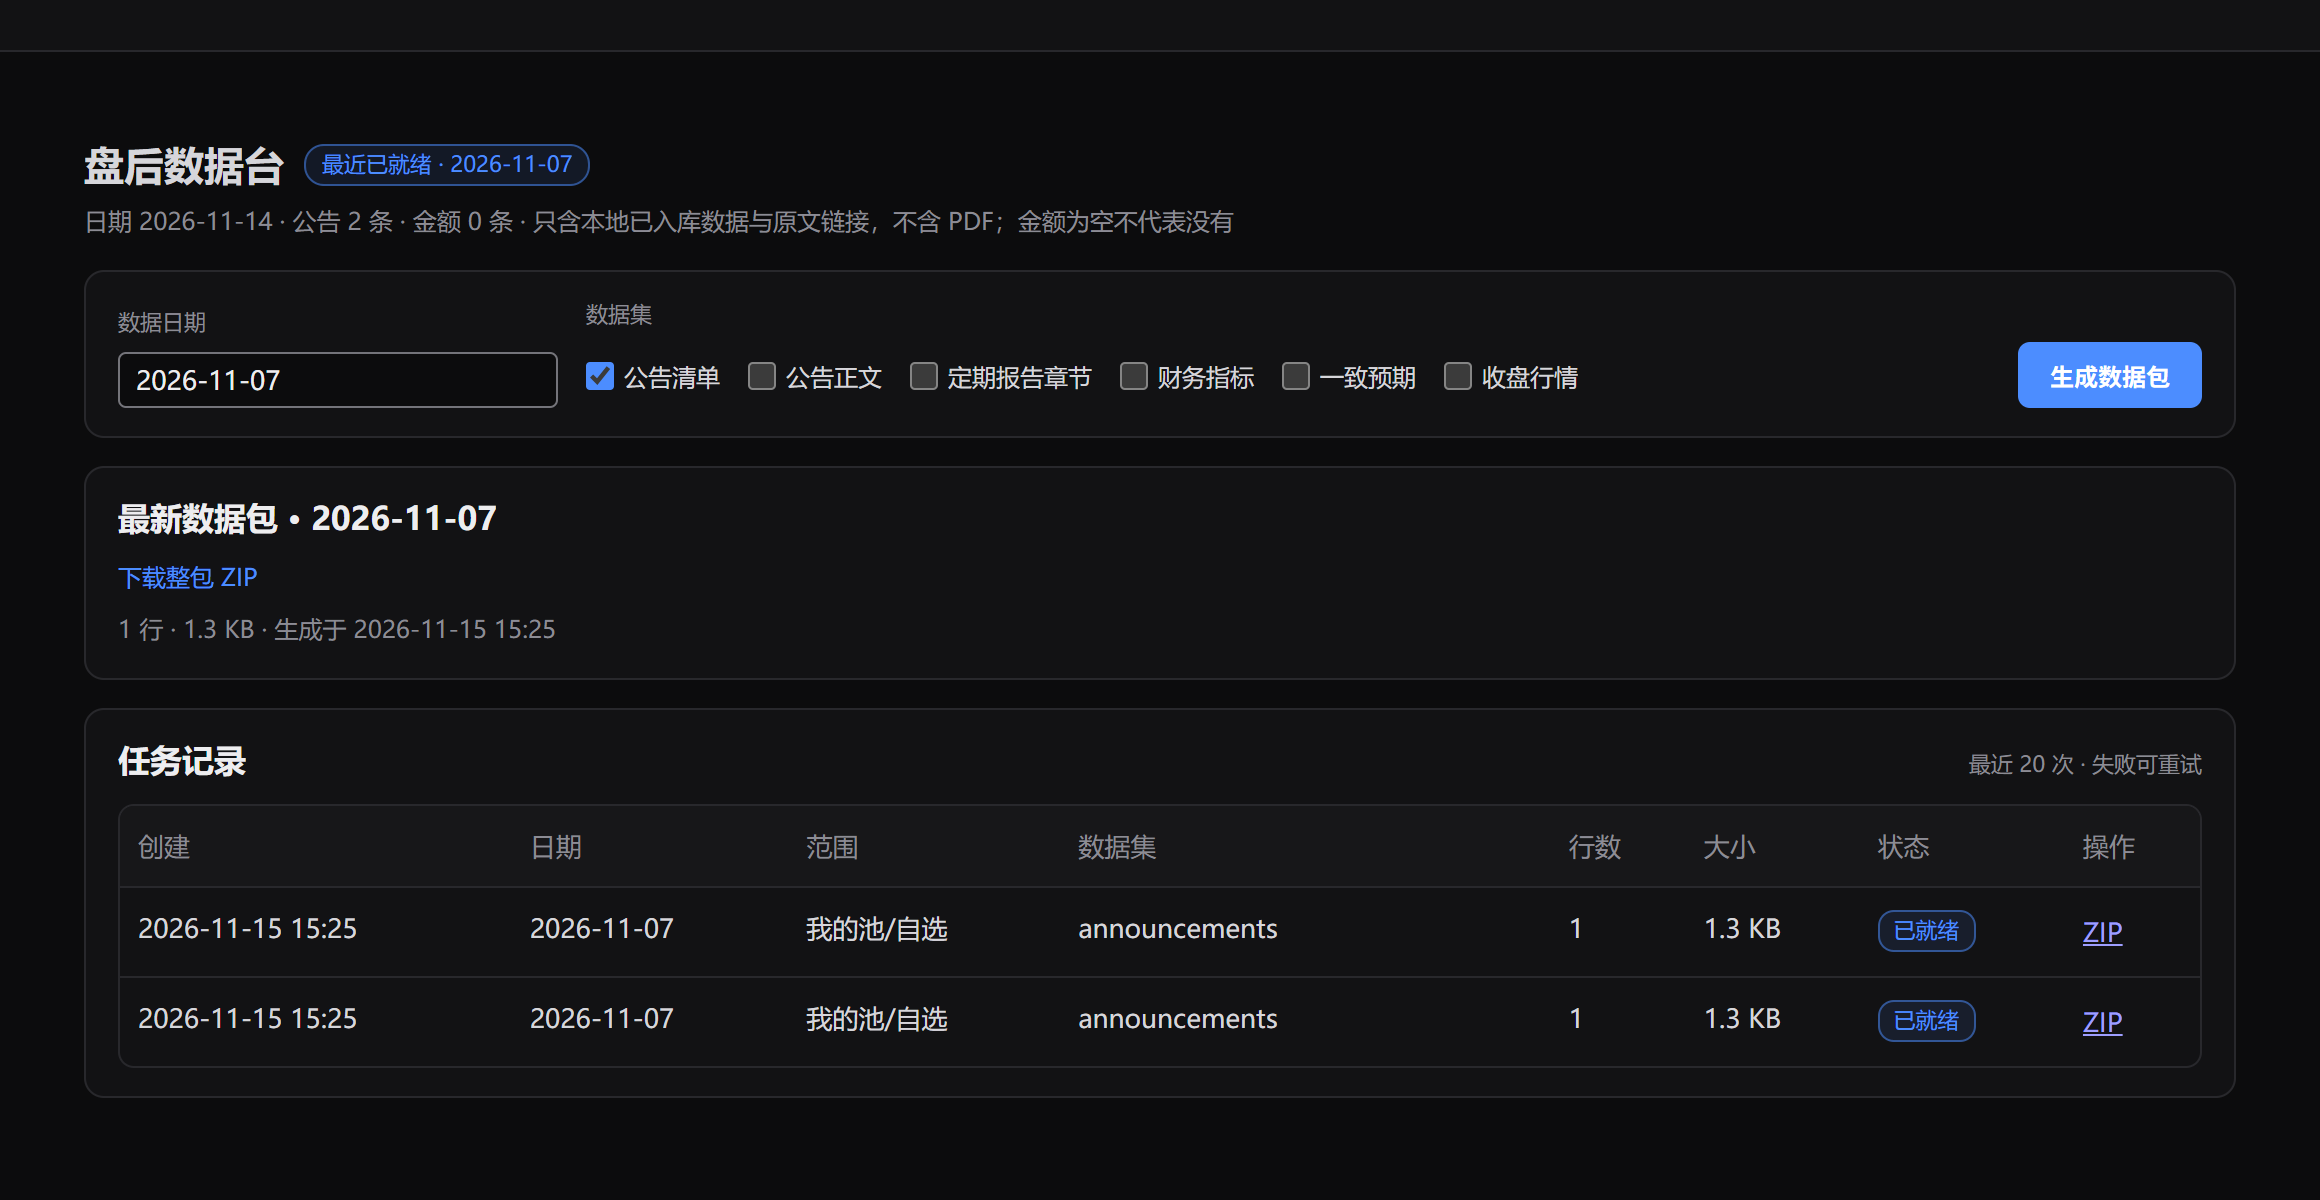 盘后数据台 最近已就绪 · 2026-11-07
日期 2026-11-14 · 公告 2 条 · 金额 0 条 · 只含本地已入库数据与原文链接，不含 PDF；金额为空不代表没有
数据日期
2026-11-07
数据集
公告清单 公告正文 定期报告章节 财务指标 一致预期 收盘行情
生成数据包
最新数据包 • 2026-11-07
下载整包 ZIP
1 行 · 1.3 KB · 生成于 2026-11-15 15:25
任务记录 最近 20 次 · 失败可重试
创建 日期 范围 数据集 行数 大小 状态 操作
2026-11-15 15:25 2026-11-07 我的池/自选 announcements 1 1.3 KB 已就绪 ZIP
2026-11-15 15:25 2026-11-07 我的池/自选 announcements 1 1.3 KB 已就绪 ZIP